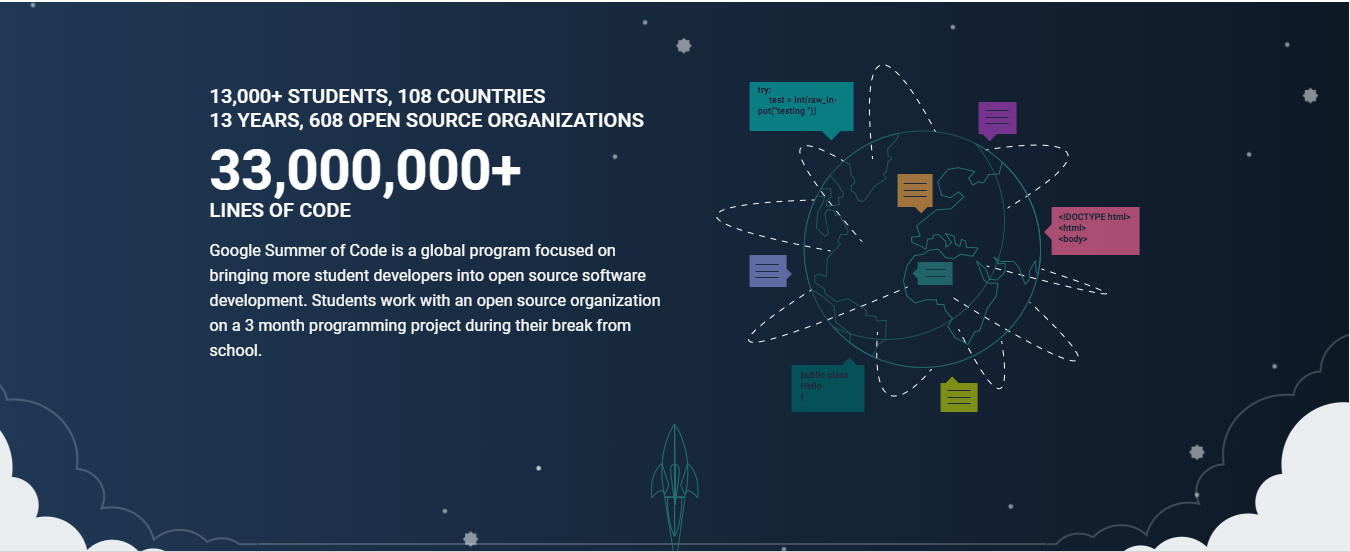 13,000+ STUDENTS, 108 COUNTRIES
13 YEARS, 608 OPEN SOURCE ORGANIZATIONS
33,000,000+
LINES OF CODE
Google Summer of Code is a global program focused on
bringing more student developers into open source software
development. Students work with an open source organization
on a 3 month programming project during their break from
school.
try:
test = int(raw_in-
put("testing "))
<!DOCTYPE html>
<html>
<body>
public class
Hello
{